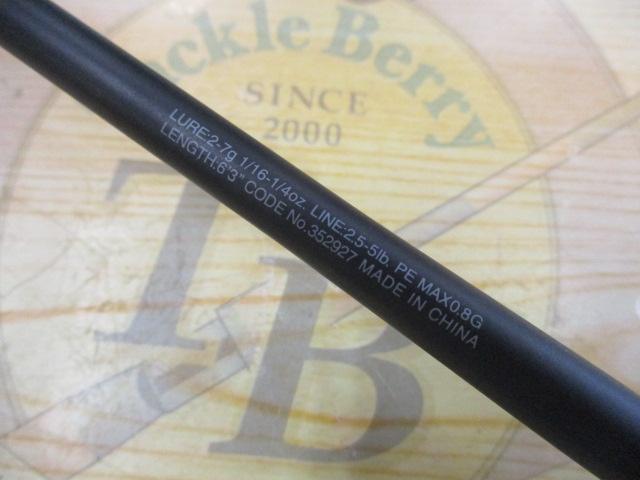 ackle Berry
SINCE
2000
TB
LURE:2-7g 1/16-1/4oz. LINE:2.5-5lb. PE MAX0.8G
LENGTH:6'3" CODE No.352927 MADE IN CHINA